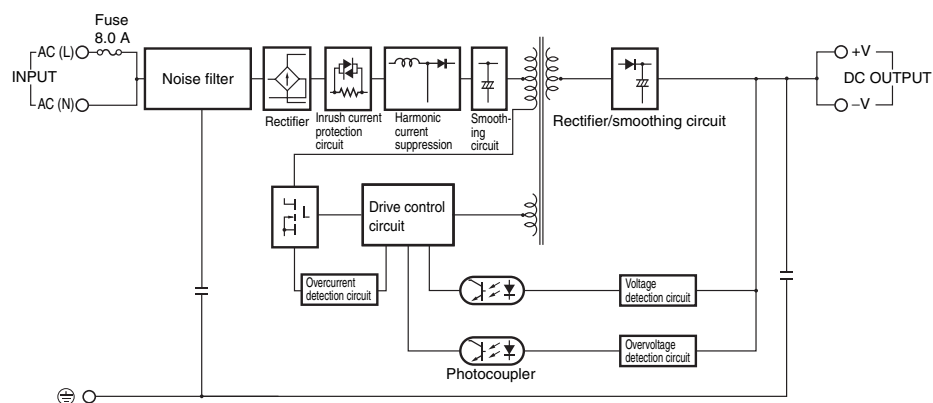 Fuse
8.0 A
AC (L)
INPUT
AC (N)
Noise filter
Rectifier
Inrush current
protection
circuit
Harmonic
current
suppression
Smooth-
ing
circuit
Rectifier/smoothing circuit
+V
DC OUTPUT
–V
Drive control
circuit
Overcurrent
detection circuit
Voltage
detection circuit
Overvoltage
detection circuit
Photocoupler